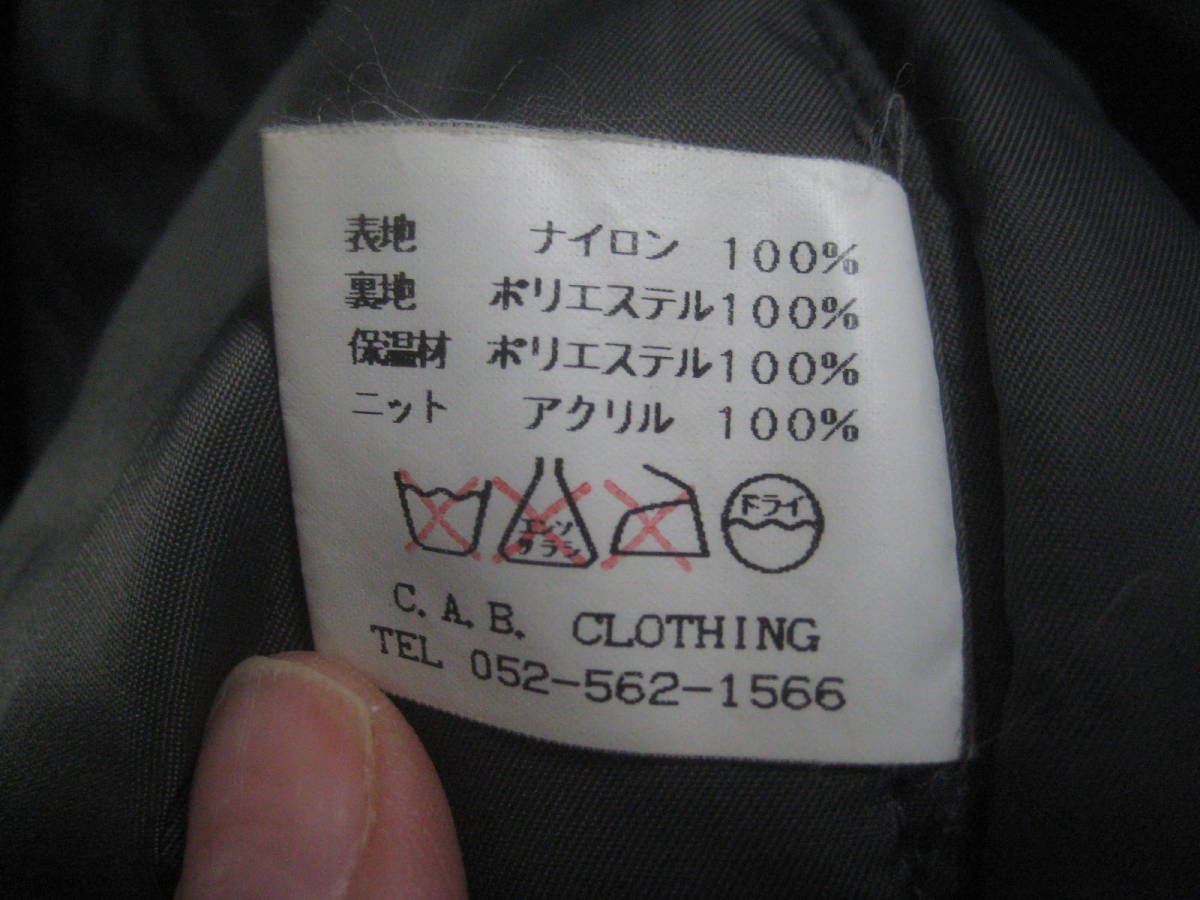 表地 ナイロン 100%
裏地 ポリエステル100%
保温材 ポリエステル100%
ニット アクリル 100%
エンソ
サラシ
ドライ
C.A.B. CLOTHING
TEL 052-562-1566